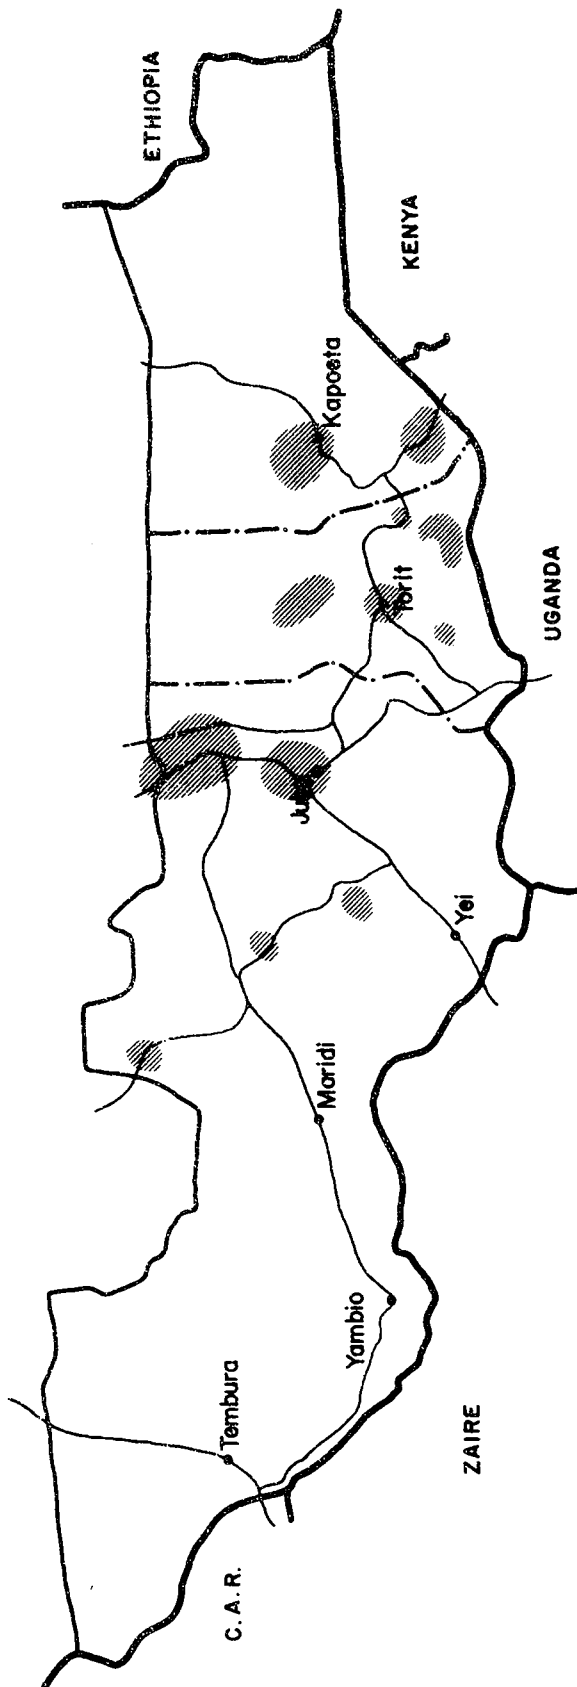 ETHIOPIA
Tembura
C.A.R.
Juba
Maridi
Kapoeta
Yambio
Torit
KENYA
Yei
ZAIRE
UGANDA